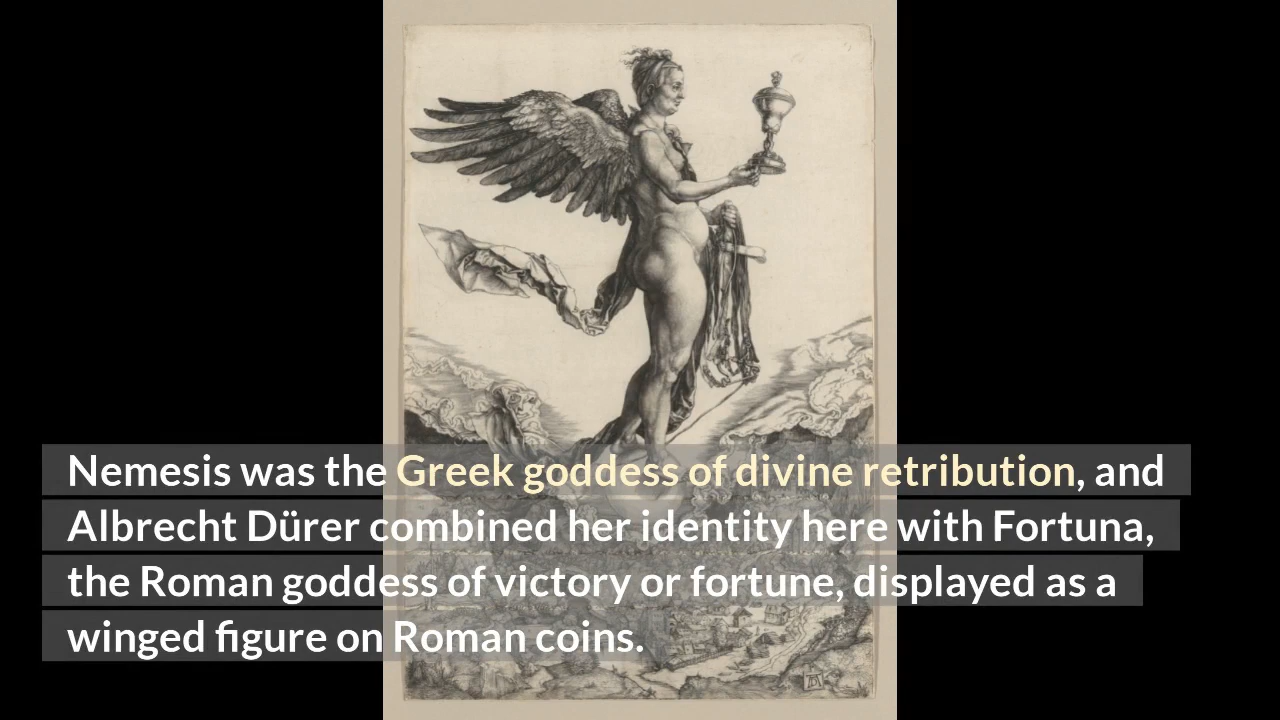 Nemesis was the Greek goddess of divine retribution, and
Albrecht Dürer combined her identity here with Fortuna,
the Roman goddess of victory or fortune, displayed as a
winged figure on Roman coins.
AD